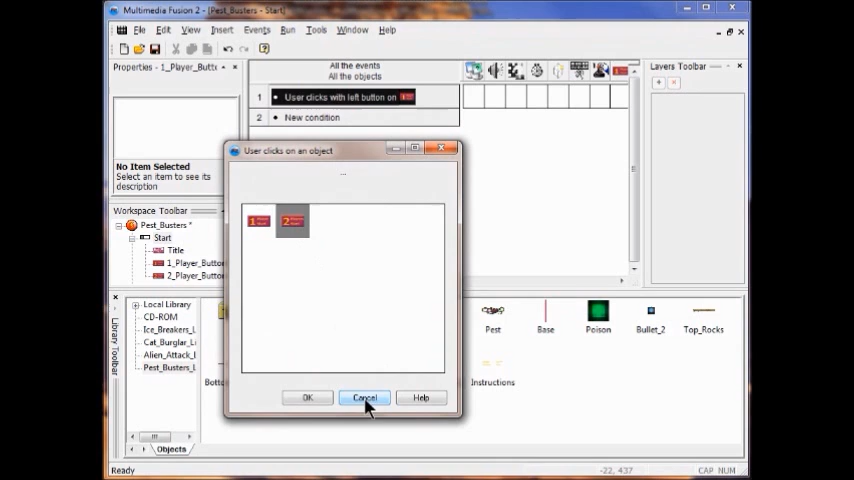 Multimedia Fusion 2 - [Pest_Busters - Start]
File Edit View Insert Events Run Tools Window Help
Properties - 1_Player_Butto
All the events
All the objects
Layers Toolbar
1 • User clicks with left button on
2 • New condition
User clicks on an object
...
No Item Selected
Select an item to see its
description
Workspace Toolbar
Pest_Busters *
Start
Title
1_Player_Button
2_Player_Button
Local Library
CD-ROM
Ice_Breakers_L
Cat_Burglar_L
Alien_Attack_L
Pest_Busters_L
Library Toolbar
Pest Base Poison Bullet_2 Top_Rocks
Instructions
OK Cancel Help
Objects
Ready -22, 437 CAP NUM